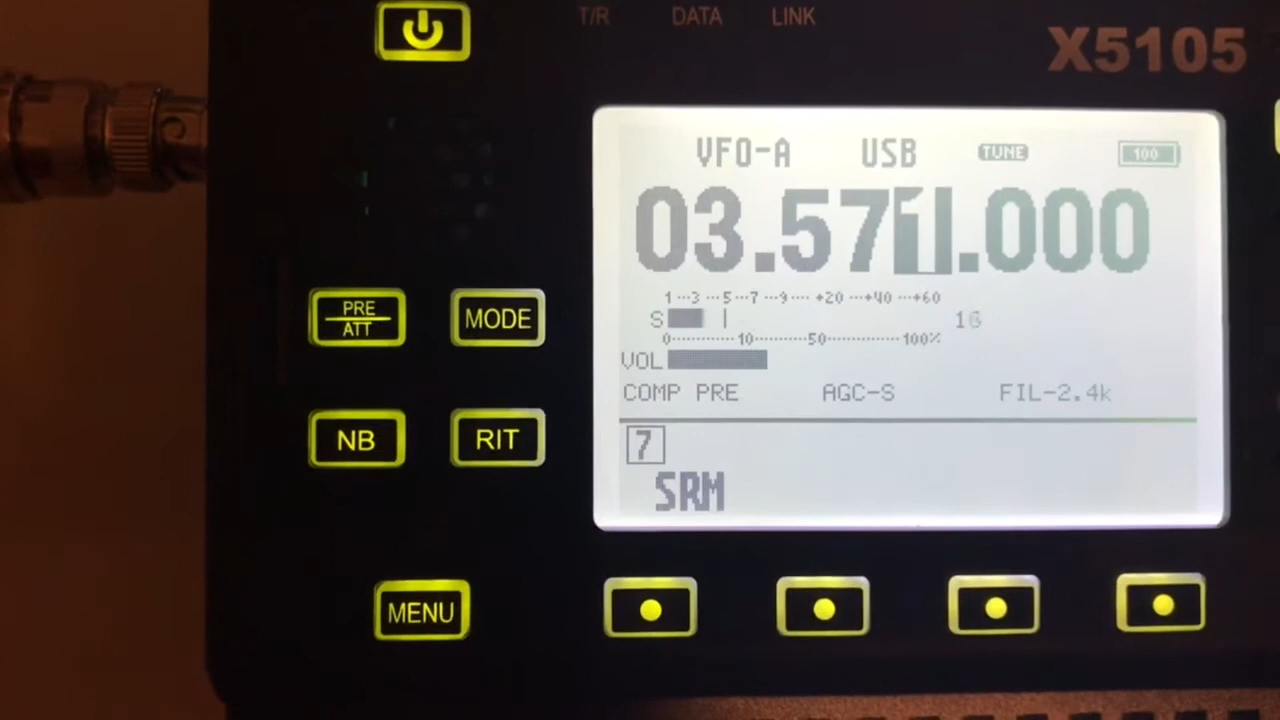 T/R DATA LINK
X5105
VFO-A USB TUNE 100
03.571.000
1 3 5 7 9 +20 +40 +60
S 16
0 10 50 100%
VOL
COMP PRE AGC-S FIL-2.4k
7
SRM
PRE
ATT
MODE
NB
RIT
MENU